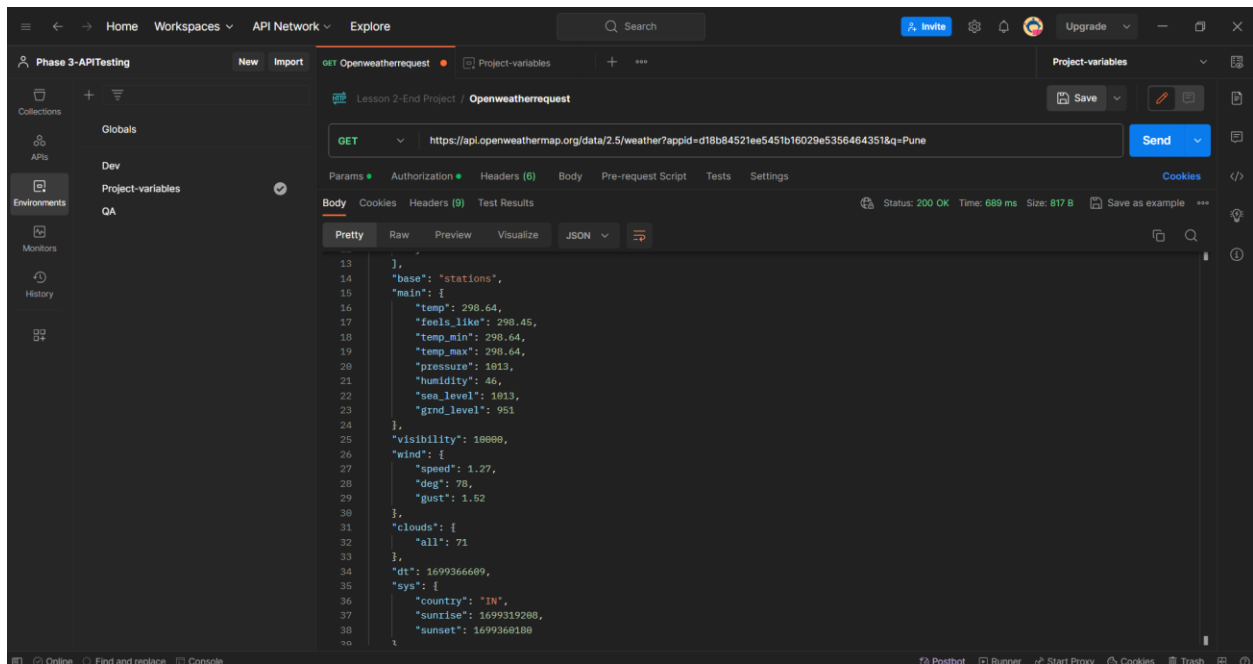 Home Workspaces API Network Explore Search Invite Upgrade
Phase 3-APITesting New Import GET Openweatherrequest Project-variables Project-variables
Lesson 2-End Project / Openweatherrequest Save
Collections
Globals
GET https://api.openweathermap.org/data/2.5/weather?appid=d18b84521ee5451b16029e5356464351&q=Pune Send
APIs
Dev
Params Authorization Headers (6) Body Pre-request Script Tests Settings Cookies
Project-variables
Environments
Body Cookies Headers (9) Test Results Status: 200 OK Time: 689 ms Size: 817 B Save as example
QA
Pretty Raw Preview Visualize JSON
Monitors
History
13 ],
14 "base": "stations",
15 "main": {
16 "temp": 298.64,
17 "feels_like": 298.45,
18 "temp_min": 298.64,
19 "temp_max": 298.64,
20 "pressure": 1013,
21 "humidity": 46,
22 "sea_level": 1013,
23 "grnd_level": 951
24 },
25 "visibility": 10000,
26 "wind": {
27 "speed": 1.27,
28 "deg": 78,
29 "gust": 1.52
30 },
31 "clouds": {
32 "all": 71
33 },
34 "dt": 1699366609,
35 "sys": {
36 "country": "IN",
37 "sunrise": 1699319208,
38 "sunset": 1699360180
39 }
Online Find and replace Console Postbot Runner Start Proxy Cookies Trash